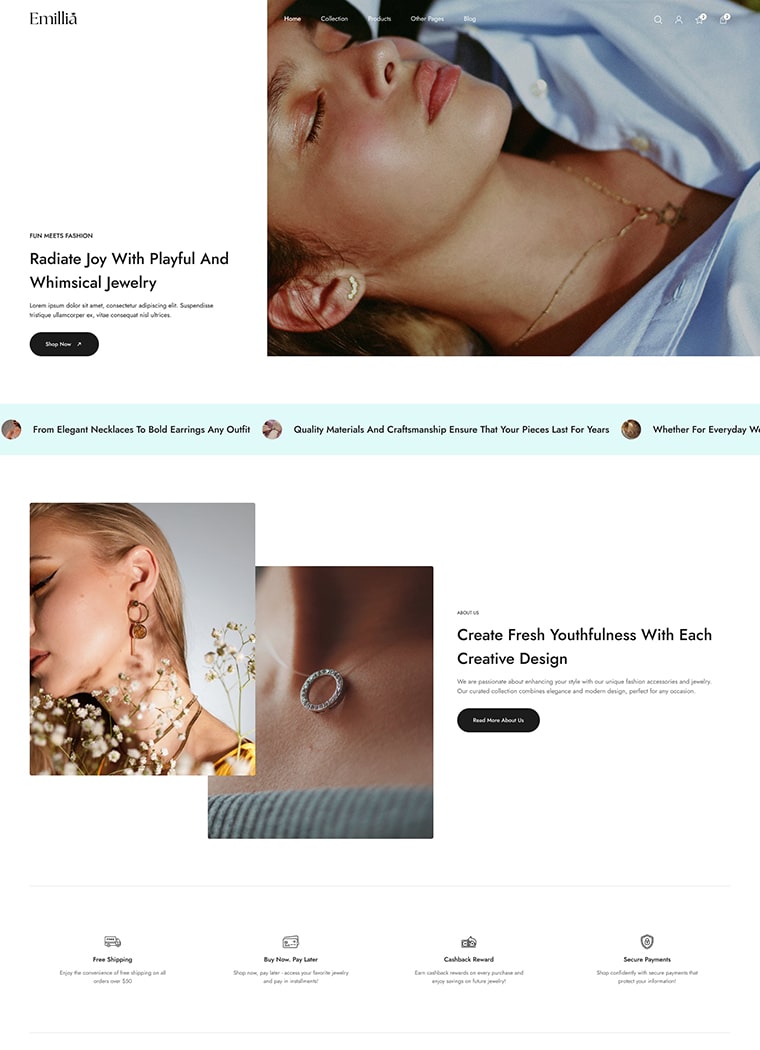 Emillia
Home Collection Products Other Pages Blog
FUN MEETS FASHION
Radiate Joy With Playful And
Whimsical Jewelry
Lorem ipsum dolor sit amet, consectetur adipiscing elit. Suspendisse
tristique ullamcorper ex, vitae consequat nisl ultrices.
Shop Now
From Elegant Necklaces To Bold Earrings Any Outfit
Quality Materials And Craftsmanship Ensure That Your Pieces Last For Years
Whether For Everyday
ABOUT US
Create Fresh Youthfulness With Each
Creative Design
We are passionate about enhancing your style with our unique fashion accessories and jewelry.
Our curated collection combines elegance and modern design, perfect for any occasion.
Read More About Us
Free Shipping
Enjoy the convenience of free shipping on all
orders over $50
Buy Now, Pay Later
Shop now, pay later - access your favorite jewelry
and pay in installments!
Cashback Reward
Earn cashback rewards on every purchase and
enjoy savings on future jewelry!
Secure Payments
Shop confidently with secure payments that
protect your information!